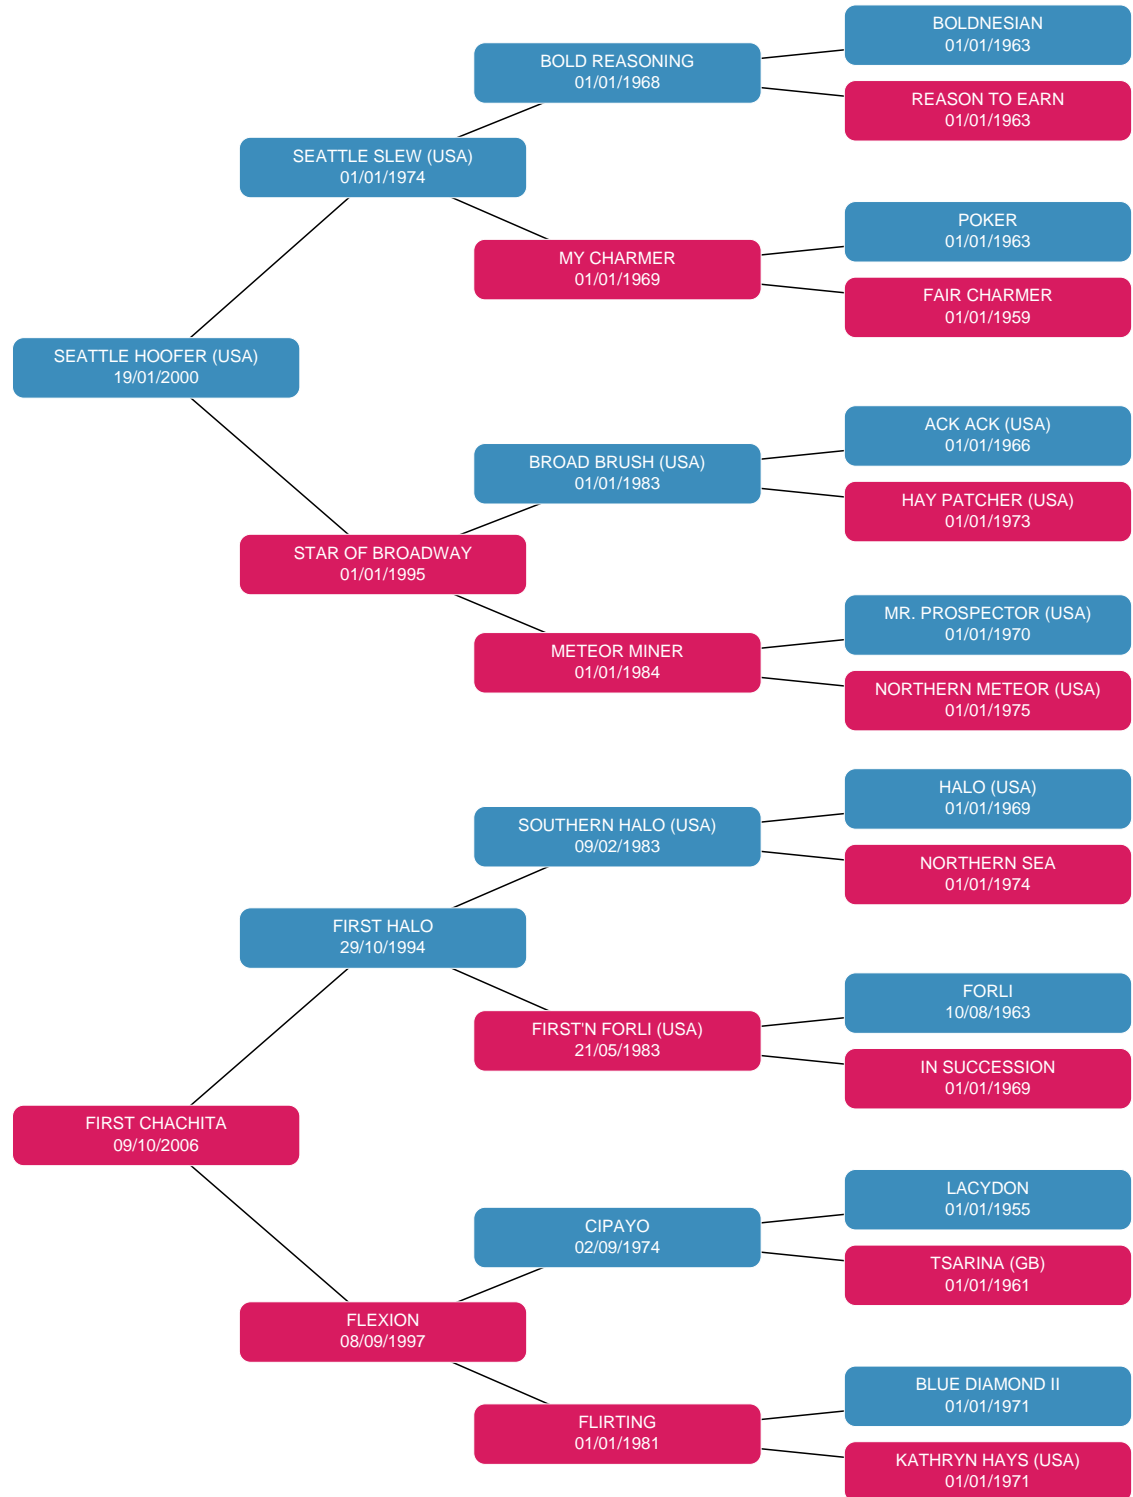 BOLDNESIAN
01/01/1963
BOLD REASONING
01/01/1968
REASON TO EARN
01/01/1963
SEATTLE SLEW (USA)
01/01/1974
POKER
01/01/1963
MY CHARMER
01/01/1969
FAIR CHARMER
01/01/1959
SEATTLE HOOFER (USA)
19/01/2000
ACK ACK (USA)
01/01/1966
BROAD BRUSH (USA)
01/01/1983
HAY PATCHER (USA)
01/01/1973
STAR OF BROADWAY
01/01/1995
MR. PROSPECTOR (USA)
01/01/1970
METEOR MINER
01/01/1984
NORTHERN METEOR (USA)
01/01/1975
HALO (USA)
01/01/1969
SOUTHERN HALO (USA)
09/02/1983
NORTHERN SEA
01/01/1974
FIRST HALO
29/10/1994
FORLI
10/08/1963
FIRST'N FORLI (USA)
21/05/1983
IN SUCCESSION
01/01/1969
FIRST CHACHITA
09/10/2006
LACYDON
01/01/1955
CIPAYO
02/09/1974
TSARINA (GB)
01/01/1961
FLEXION
08/09/1997
BLUE DIAMOND II
01/01/1971
FLIRTING
01/01/1981
KATHRYN HAYS (USA)
01/01/1971